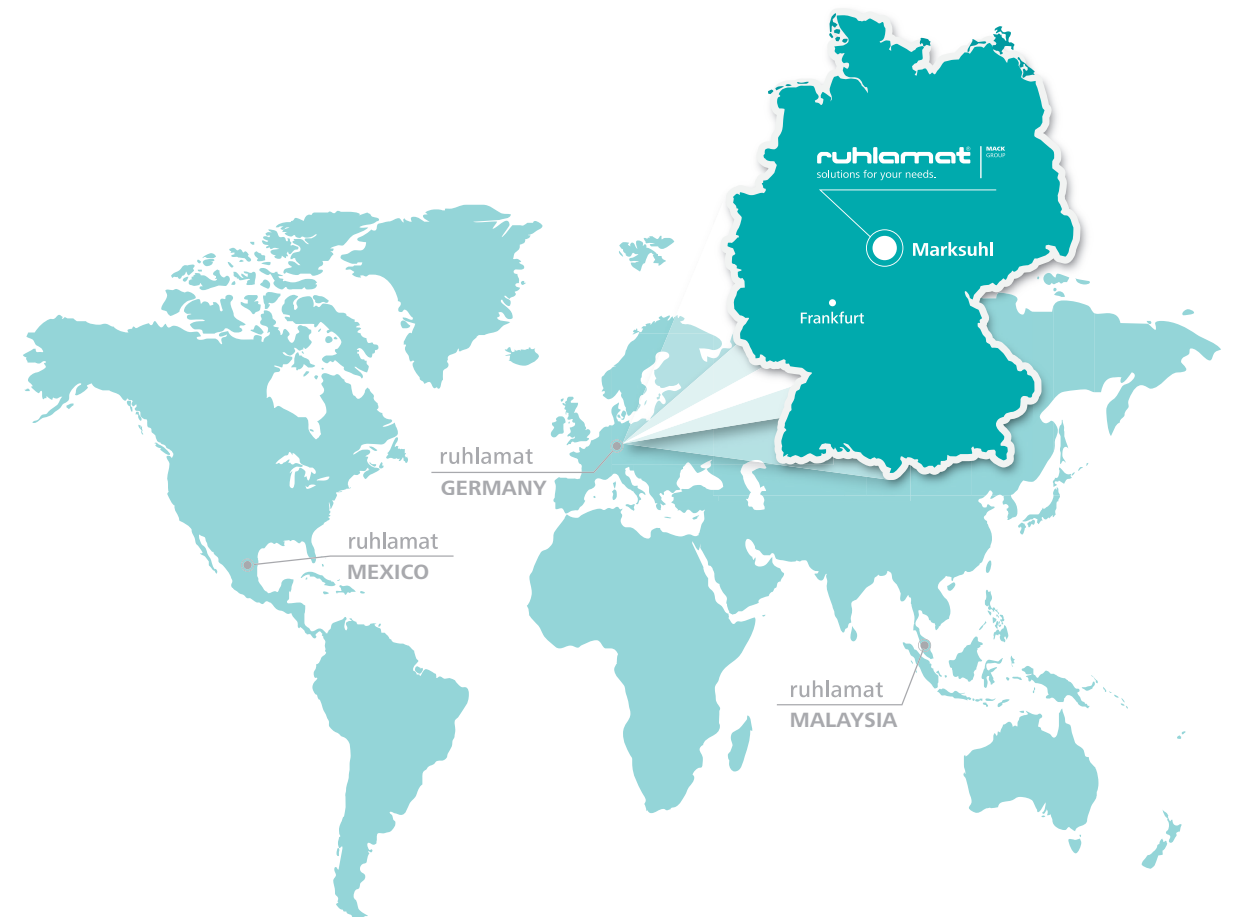 ruhlamat® MACK
GROUP
solutions for your needs.
Marksuhl
Frankfurt
ruhlamat
GERMANY
ruhlamat
MEXICO
ruhlamat
MALAYSIA